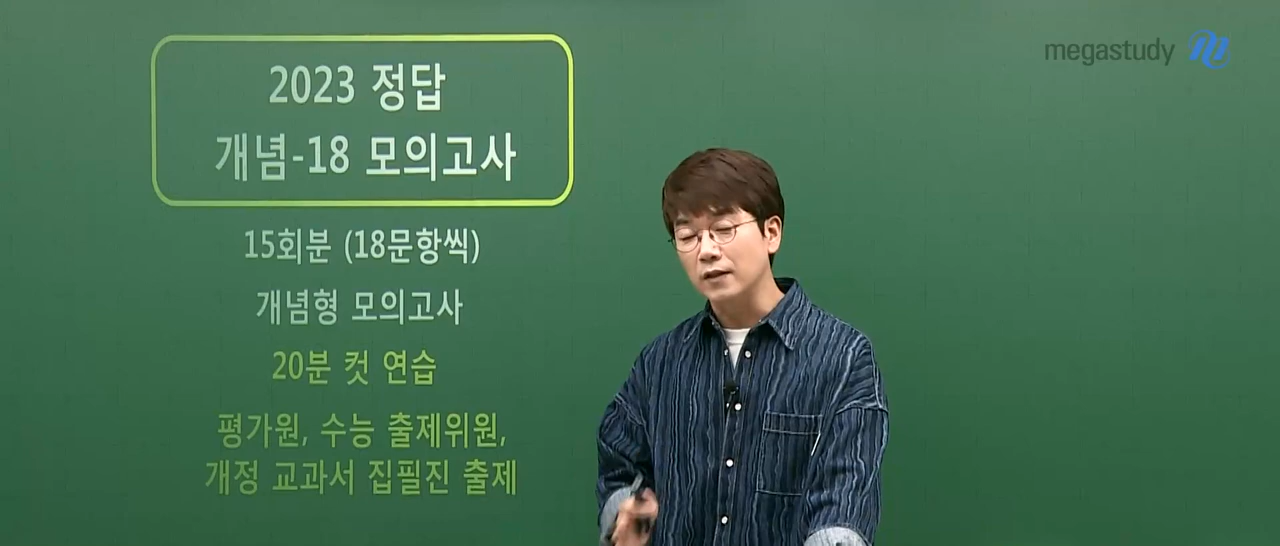 megastudy
2023 정답
개념-18 모의고사
15회분 (18문항씩)
개념형 모의고사
20분 컷 연습
평가원, 수능 출제위원,
개정 교과서 집필진 출제